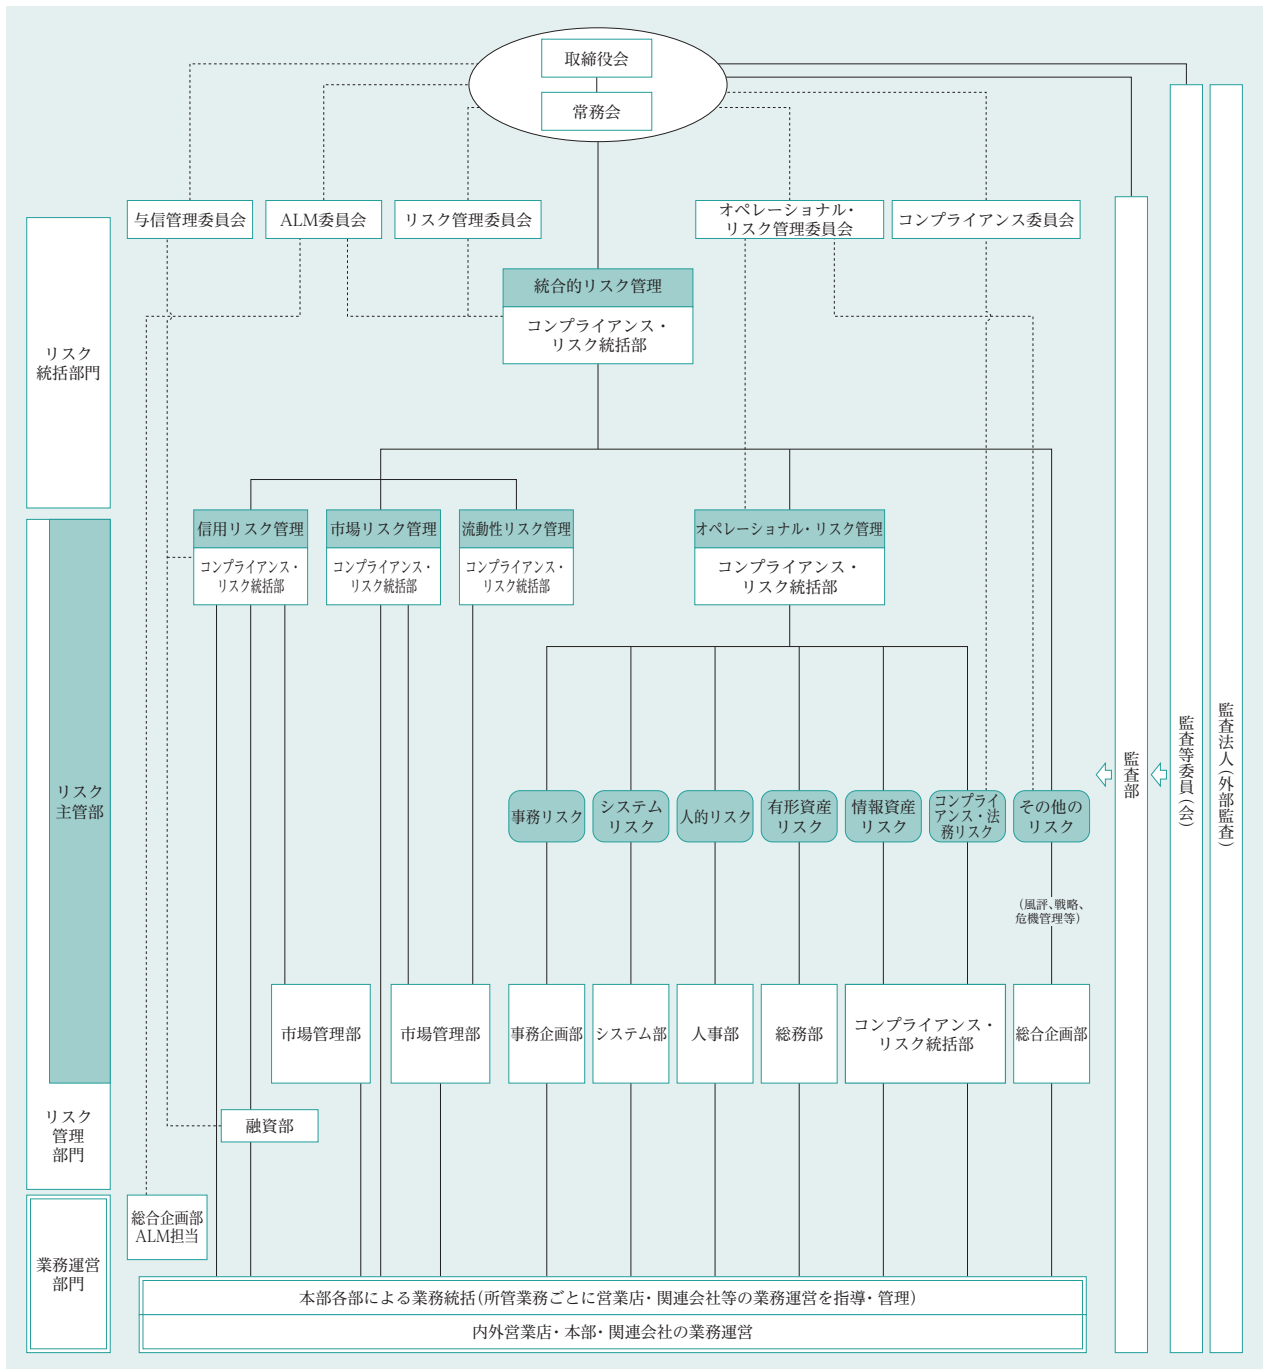 取締役会
常務会
与信管理委員会
ALM委員会
リスク管理委員会
オペレーショナル・
リスク管理委員会
コンプライアンス委員会
統合的リスク管理
コンプライアンス・
リスク統括部
リスク
統括部門
信用リスク管理
コンプライアンス・
リスク統括部
市場リスク管理
コンプライアンス・
リスク統括部
流動性リスク管理
コンプライアンス・
リスク統括部
オペレーショナル・リスク管理
コンプライアンス・
リスク統括部
リスク
主管部
事務リスク
システム
リスク
人的リスク
有形資産
リスク
情報資産
リスク
コンプライ
アンス・法
務リスク
その他の
リスク
（風評、戦略、
危機管理等）
監査部
監査等委員（会）
監査法人（外部監査）
市場管理部
市場管理部
事務企画部
システム部
人事部
総務部
コンプライアンス・
リスク統括部
総合企画部
リスク
管理
部門
融資部
総合企画部
ALM担当
業務運営
部門
本部各部による業務統括（所管業務ごとに営業店・関連会社等の業務運営を指導・管理）
内外営業店・本部・関連会社の業務運営